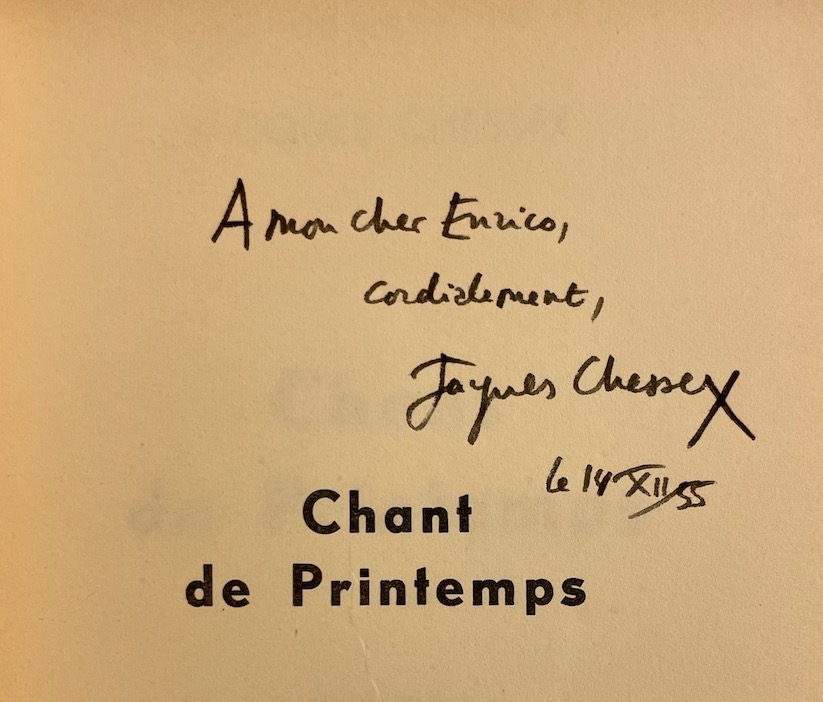 A mon cher Enrico,
cordialement,
Jacques Chessex
le 14 XII 55
Chant
de Printemps